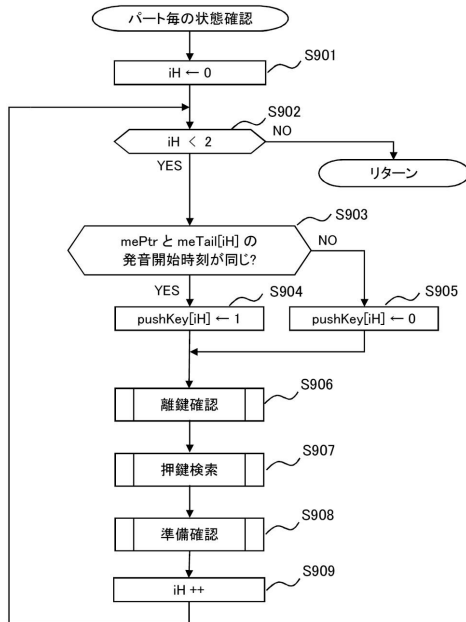 パート毎の状態確認
S901
iH ← 0
S902
iH < 2
NO
YES
リターン
S903
mePtr と meTail[iH] の
発音開始時刻が同じ?
NO
YES
S904
pushKey[iH] ← 1
S905
pushKey[iH] ← 0
S906
離鍵確認
S907
押鍵検索
S908
準備確認
S909
iH ++